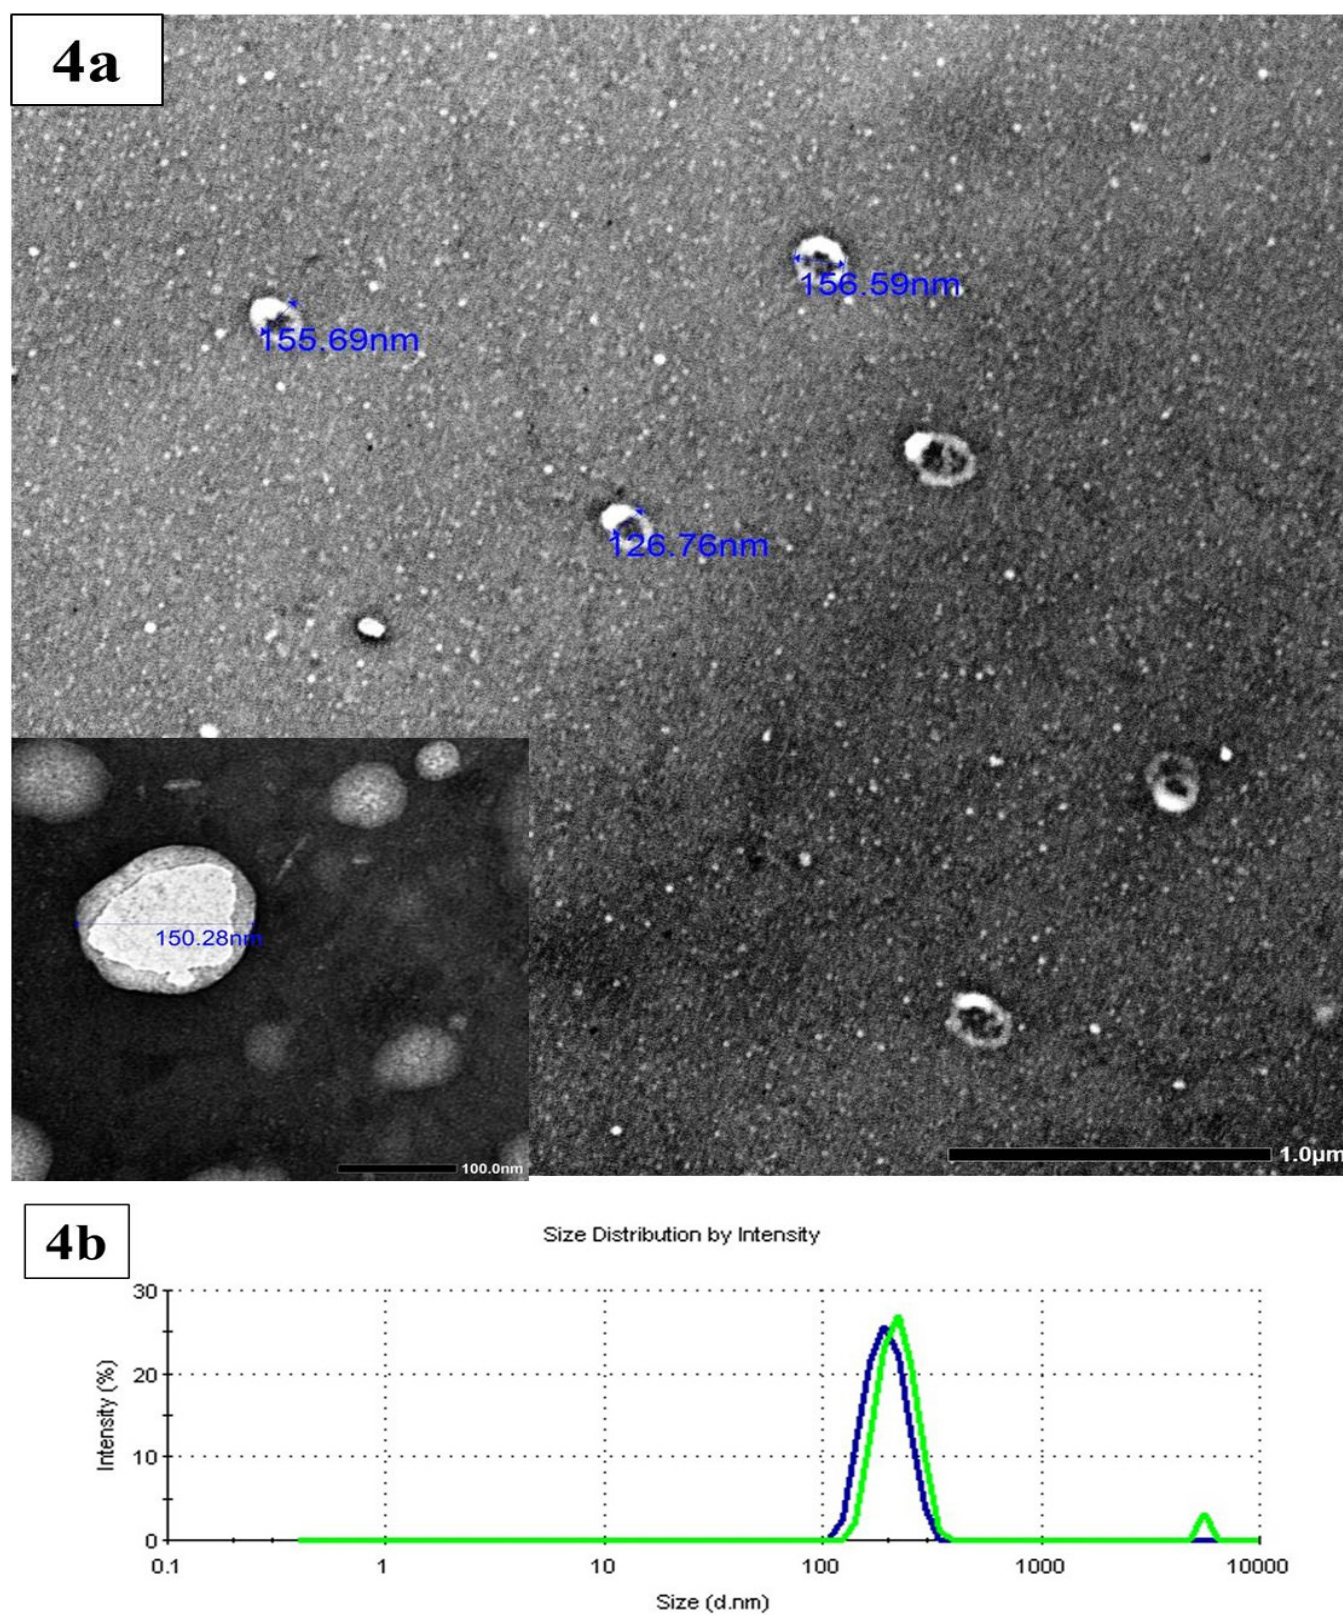 4a
156.59nm
155.69nm
126.76nm
150.28nm
100.0nm
1.0µm
4b
Size Distribution by Intensity
30
20
10
0
Intensity (%)
0.1 1 10 100 1000 10000
Size (d.nm)